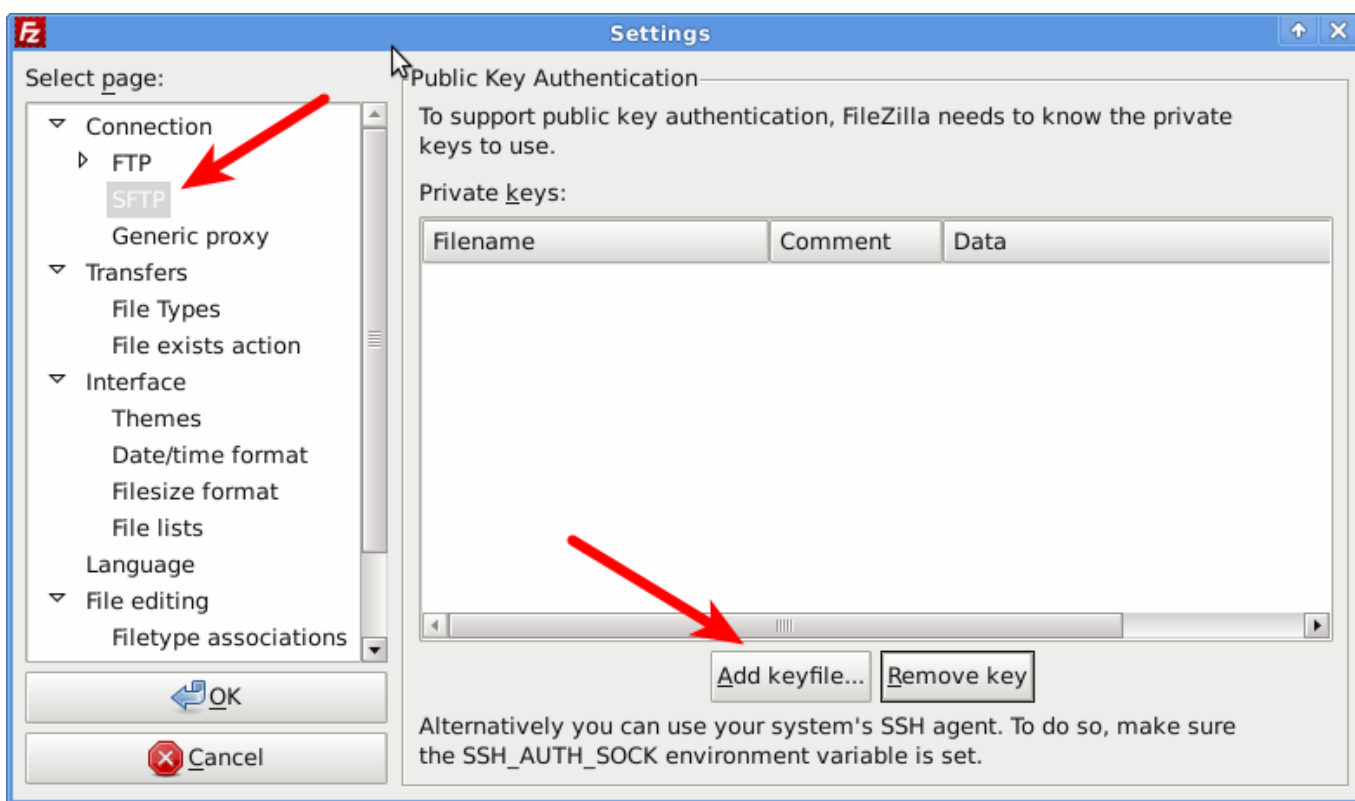 Fz
Settings
Select page:
Connection
FTP
SFTP
Generic proxy
Transfers
File Types
File exists action
Interface
Themes
Date/time format
Filesize format
File lists
Language
File editing
Filetype associations
OK
Cancel
Public Key Authentication
To support public key authentication, FileZilla needs to know the private
keys to use.
Private keys:
Filename Comment Data
Add keyfile... Remove key
Alternatively you can use your system's SSH agent. To do so, make sure
the SSH_AUTH_SOCK environment variable is set.